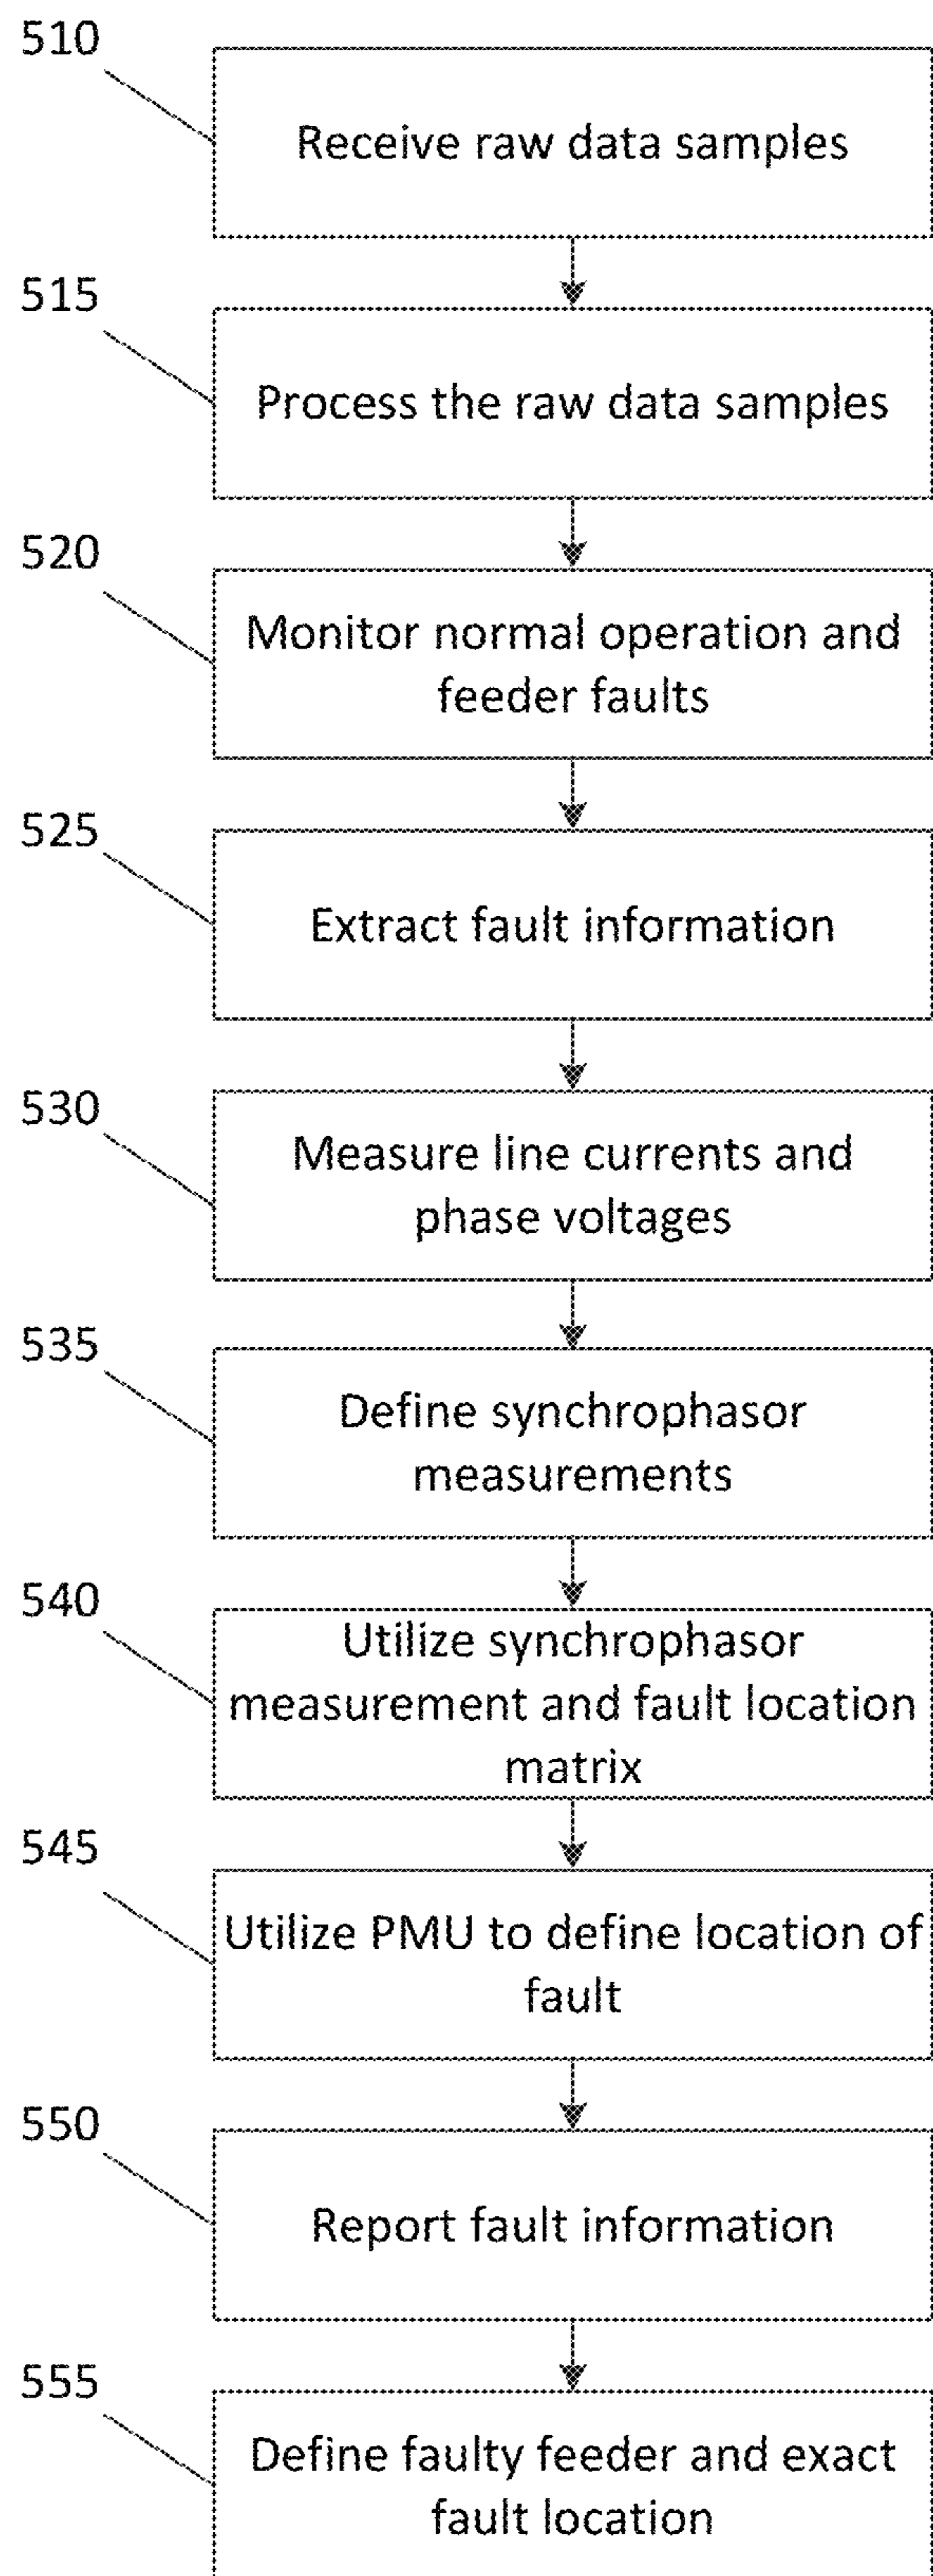 510
Receive raw data samples
515
Process the raw data samples
520
Monitor normal operation and
feeder faults
525
Extract fault information
530
Measure line currents and
phase voltages
535
Define synchrophasor
measurements
540
Utilize synchrophasor
measurement and fault location
matrix
545
Utilize PMU to define location of
fault
550
Report fault information
555
Define faulty feeder and exact
fault location